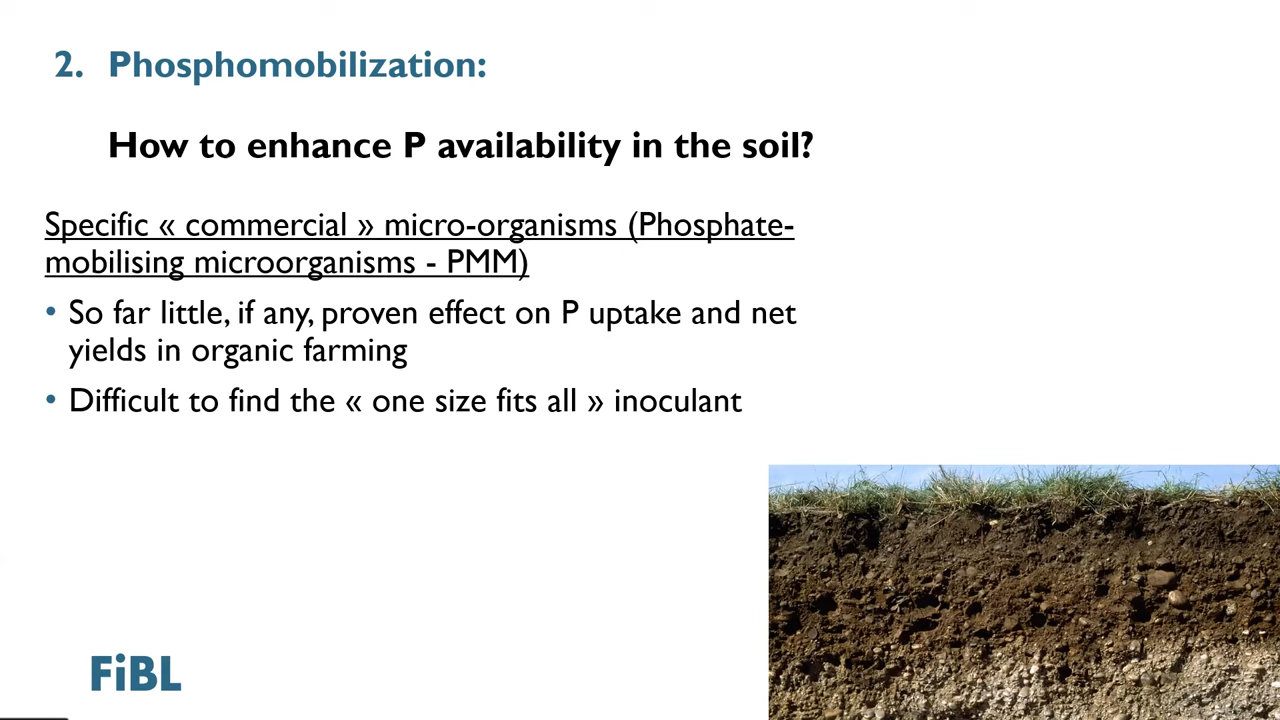 2. Phosphomobilization:
How to enhance P availability in the soil?
Specific « commercial » micro-organisms (Phosphate-
mobilising microorganisms - PMM)
• So far little, if any, proven effect on P uptake and net
yields in organic farming
• Difficult to find the « one size fits all » inoculant
FiBL